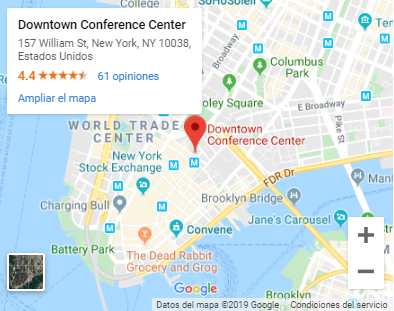 College
SoHoSoleil
Downtown Conference Center
157 William St, New York, NY 10038,
Estados Unidos
4.4 61 opiniones
Ampliar el mapa
Broadway
Columbus
Park
oley Square
E Broadway
Pike St
WORLD TRADE
CENTER
Downtown
Conference Center
New York
Stock Exchange
FDR Dr
Brooklyn Bridge
Manh
Charging Bull
Jane's Carousel
Convene
Battery Park
The Dead Rabbit
Grocery and Grog
+
−
Datos del mapa ©2019 Google Condiciones del servicio
Brooklyn